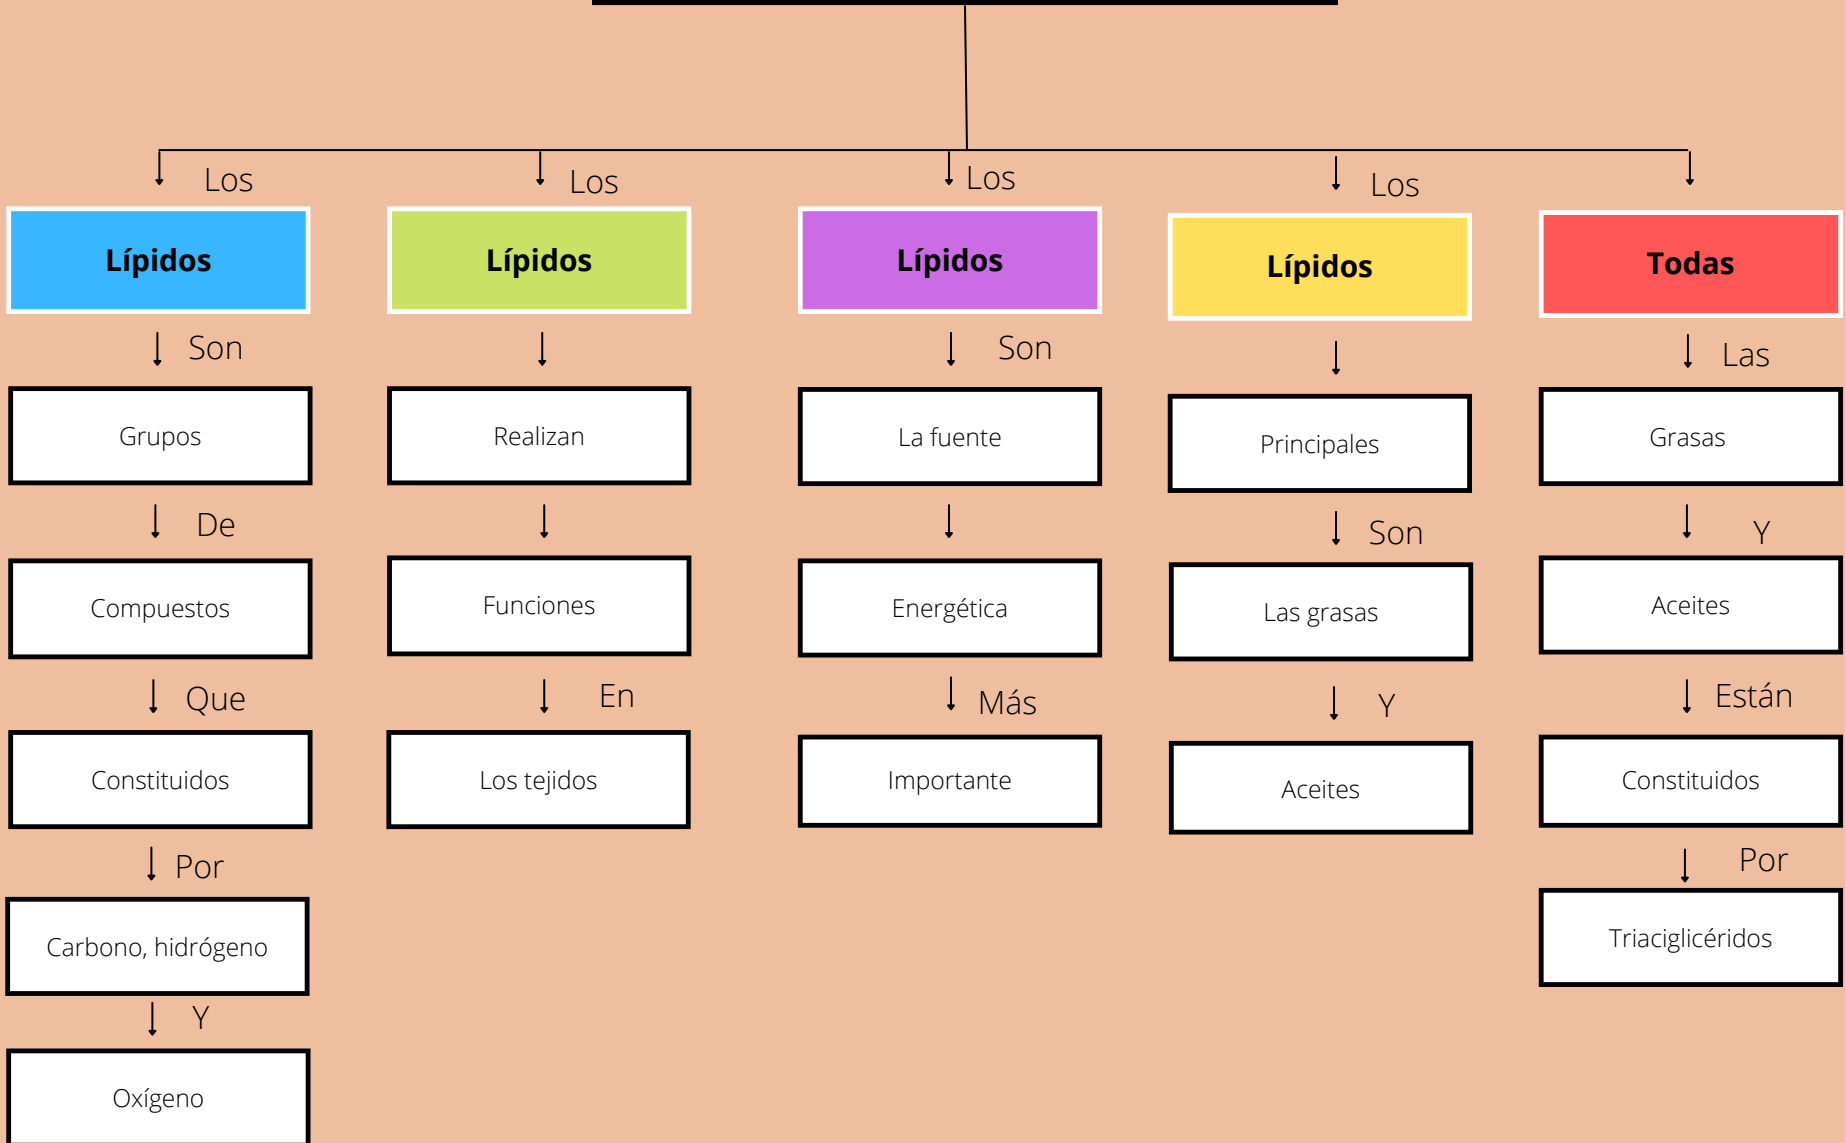 Los
Lípidos
Son
Grupos
De
Compuestos
Que
Constituidos
Por
Carbono, hidrógeno
Y
Oxígeno
Los
Lípidos
Realizan
Funciones
En
Los tejidos
Los
Lípidos
Son
La fuente
Energética
Más
Importante
Los
Lípidos
Principales
Son
Las grasas
Y
Aceites
Todas
Las
Grasas
Y
Aceites
Están
Constituidos
Por
Triaciglicéridos